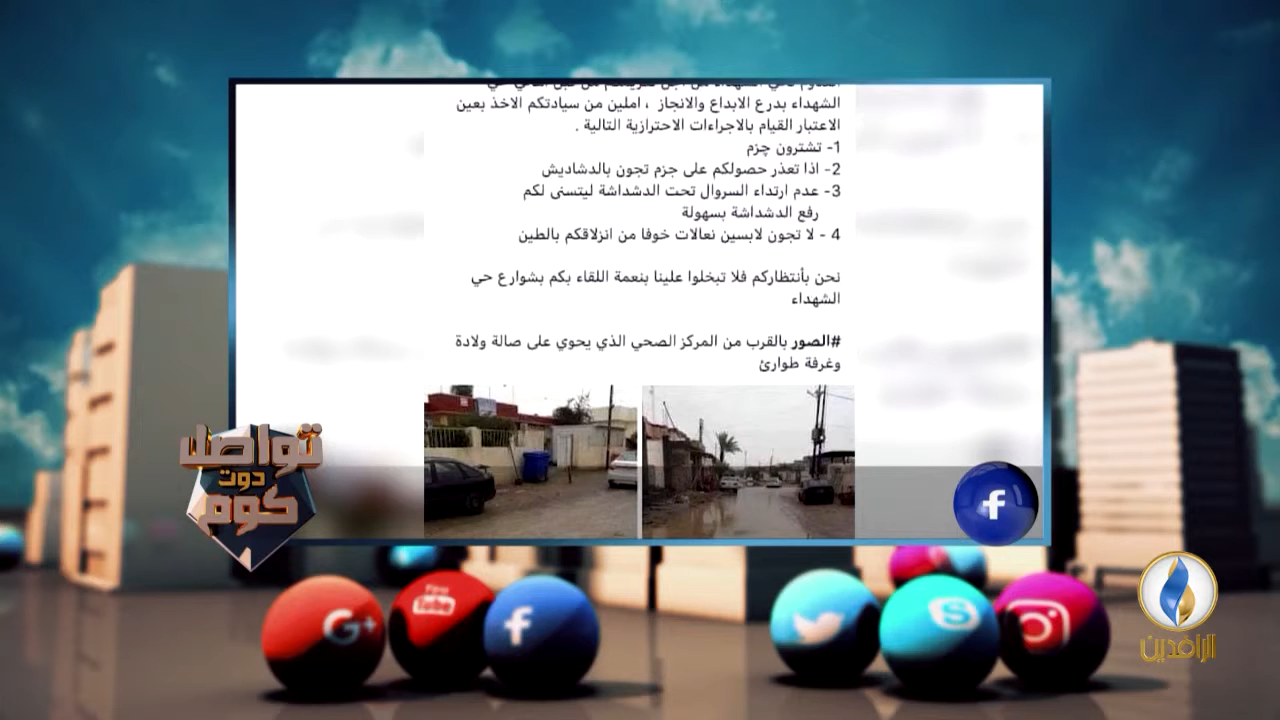 الشهداء بدرع الابداع والانجاز ، املين من سيادتكم الاخذ بعين
الاعتبار القيام بالاجراءات الاحترازية التالية .
1- تشترون چزم
2- اذا تعذر حصولكم على جزم تجون بالدشاديش
3- عدم ارتداء السروال تحت الدشداشة ليتسنى لكم
رفع الدشداشة بسهولة
4 - لا تجون لابسين نعالات خوفا من انزلاقكم بالطين
نحن بأنتظاركم فلا تبخلوا علينا بنعمة اللقاء بكم بشوارع حي
الشهداء
#الصور بالقرب من المركز الصحي الذي يحوي على صالة ولادة
وغرفة طوارئ
تواصل
دوت
كوم
f
G+
You
Tube
f
S
الرافدين